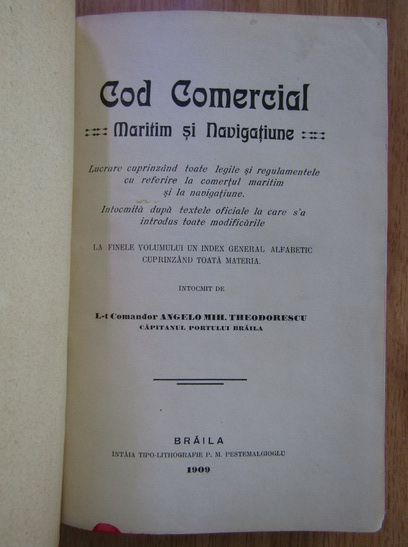 Cod Comercial
Maritim și Navigațiune
Lucrare cuprinzând toate legile și regulamentele
cu referire la comerțul maritim
și la navigațiune.
Intocmită după textele oficiale la care s'a
introdus toate modificările
LA FINELE VOLUMULUI UN INDEX GENERAL ALFABETIC
CUPRINZÂND TOATĂ MATERIA.
INTOCMIT DE
L-t Comandor ANGELO MIH. THEODORESCU
CĂPITANUL PORTULUI BRĂILA
BRĂILA
INTĂIA TIPO-LITHOGRAFIE P. M. PESTEMALGIOGLU
1909